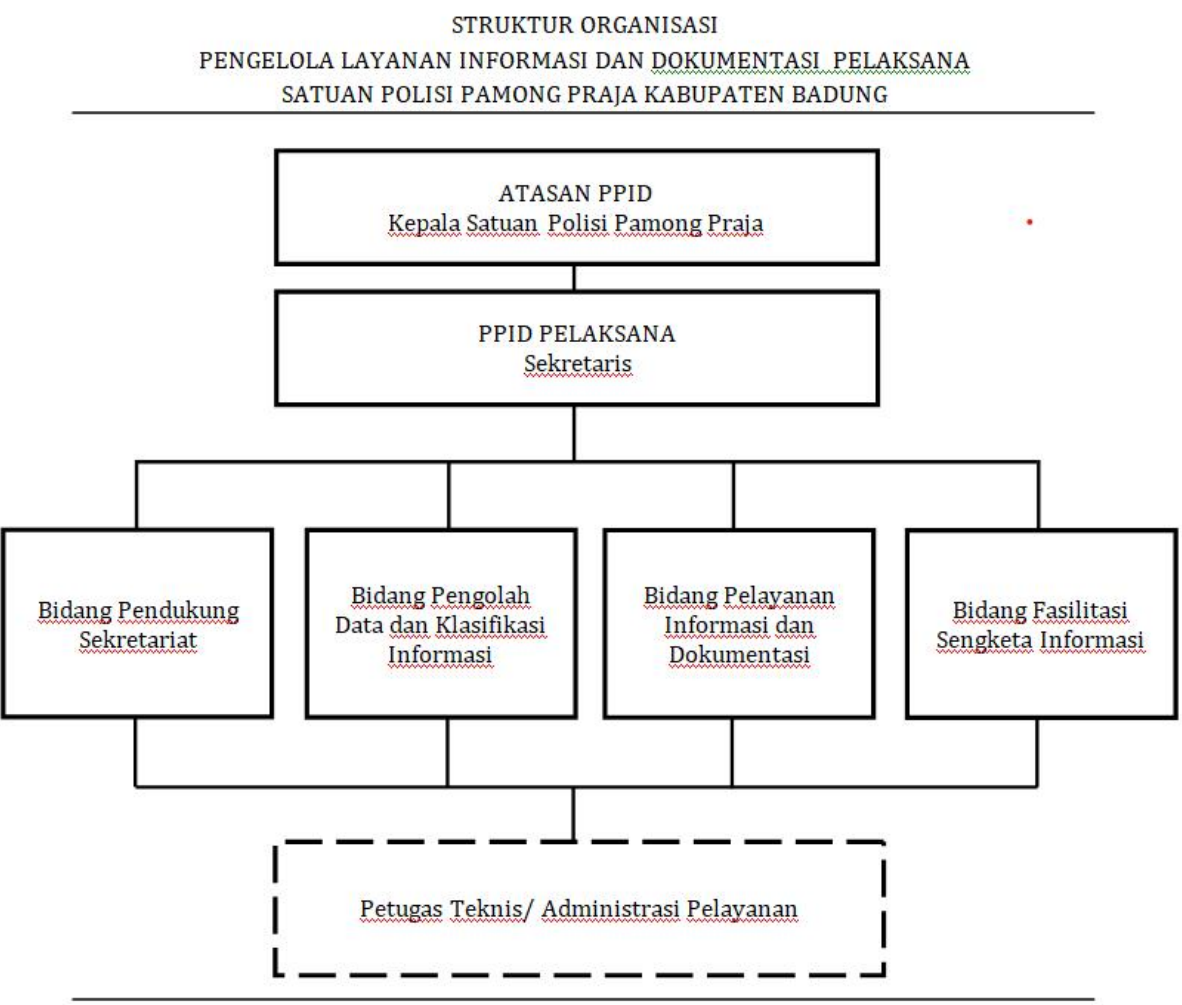 STRUKTUR ORGANISASI
PENGELOLA LAYANAN INFORMASI DAN DOKUMENTASI PELAKSANA
SATUAN POLISI PAMONG PRAJA KABUPATEN BADUNG
ATASAN PPID
Kepala Satuan Polisi Pamong Praja
PPID PELAKSANA
Sekretaris
Bidang Pendukung
Sekretariat
Bidang Pengolah
Data dan Klasifikasi
Informasi
Bidang Pelayanan
Informasi dan
Dokumentasi
Bidang Fasilitasi
Sengketa Informasi
Petugas Teknis/ Administrasi Pelayanan